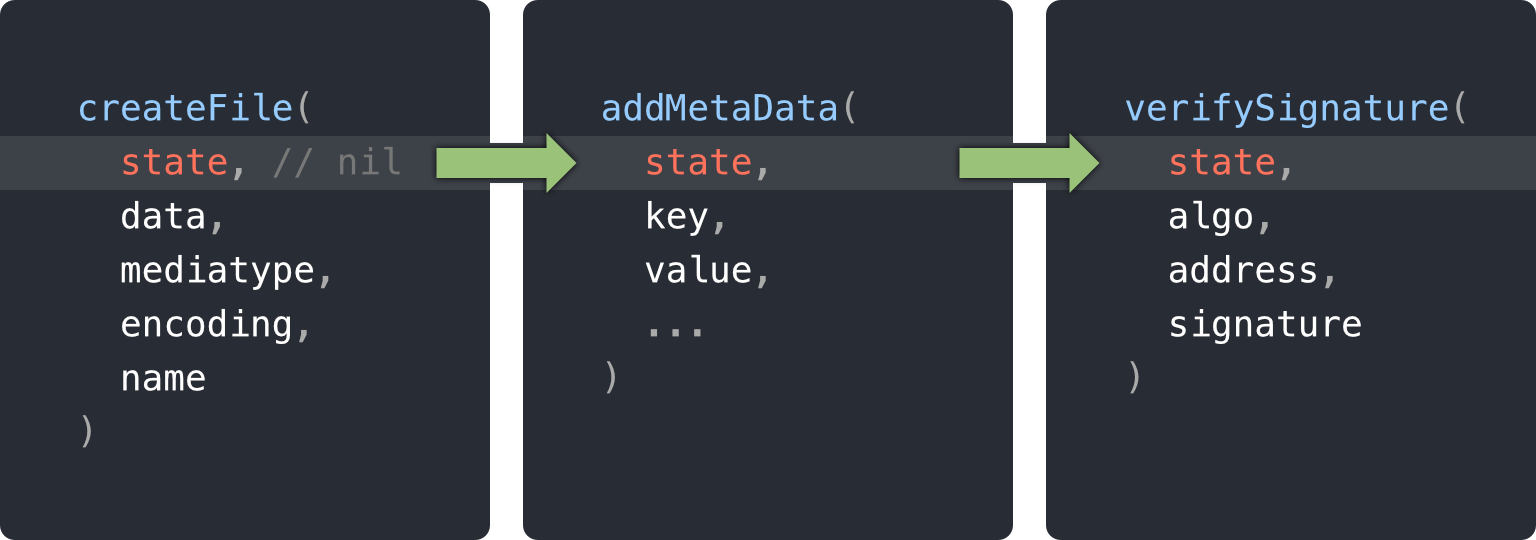 createFile(
state, // nil
data,
mediatype,
encoding,
name
)
addMetaData(
state,
key,
value,
...
)
verifySignature(
state,
algo,
address,
signature
)